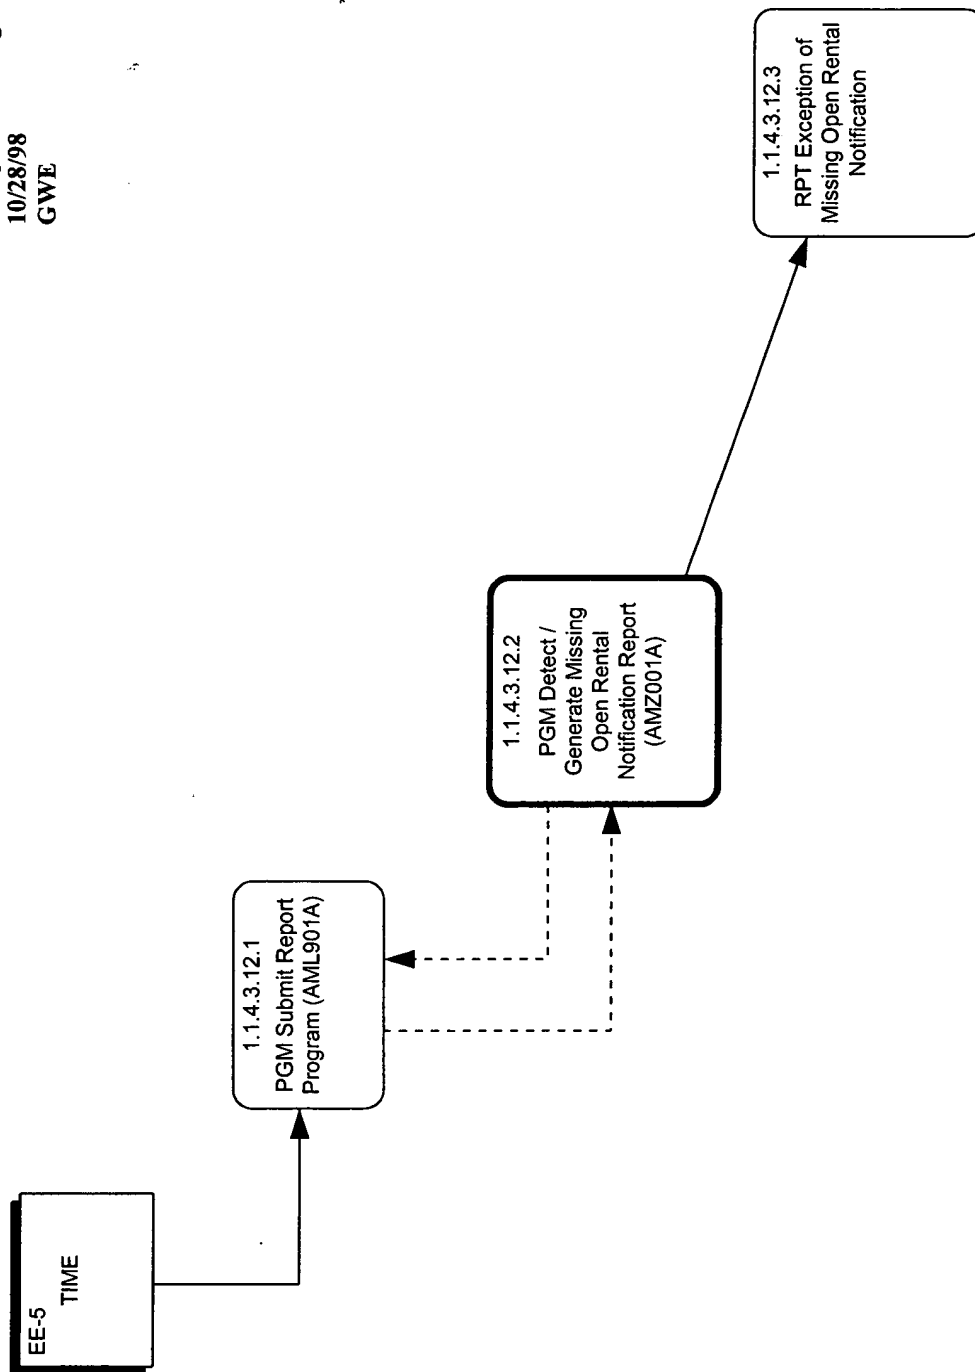 10/28/98
GWE
EE-5
TIME
1.1.4.3.12.1
PGM Submit Report
Program (AML901A)
1.1.4.3.12.2
PGM Detect /
Generate Missing
Open Rental
Notification Report
(AMZ001A)
1.1.4.3.12.3
RPT Exception of
Missing Open Rental
Notification